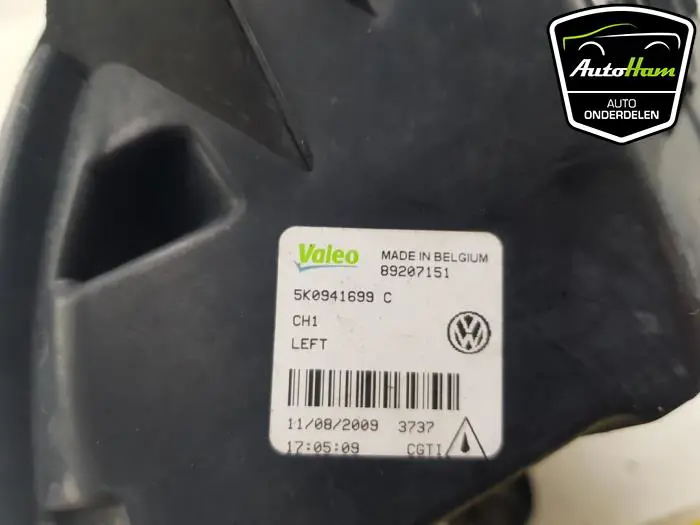 AutoHam
AUTO
ONDERDELEN
Valeo
MADE IN BELGIUM
89207151
5K0941699 C
CH1
LEFT
11/08/2009 3737
17:05:09 CGTI